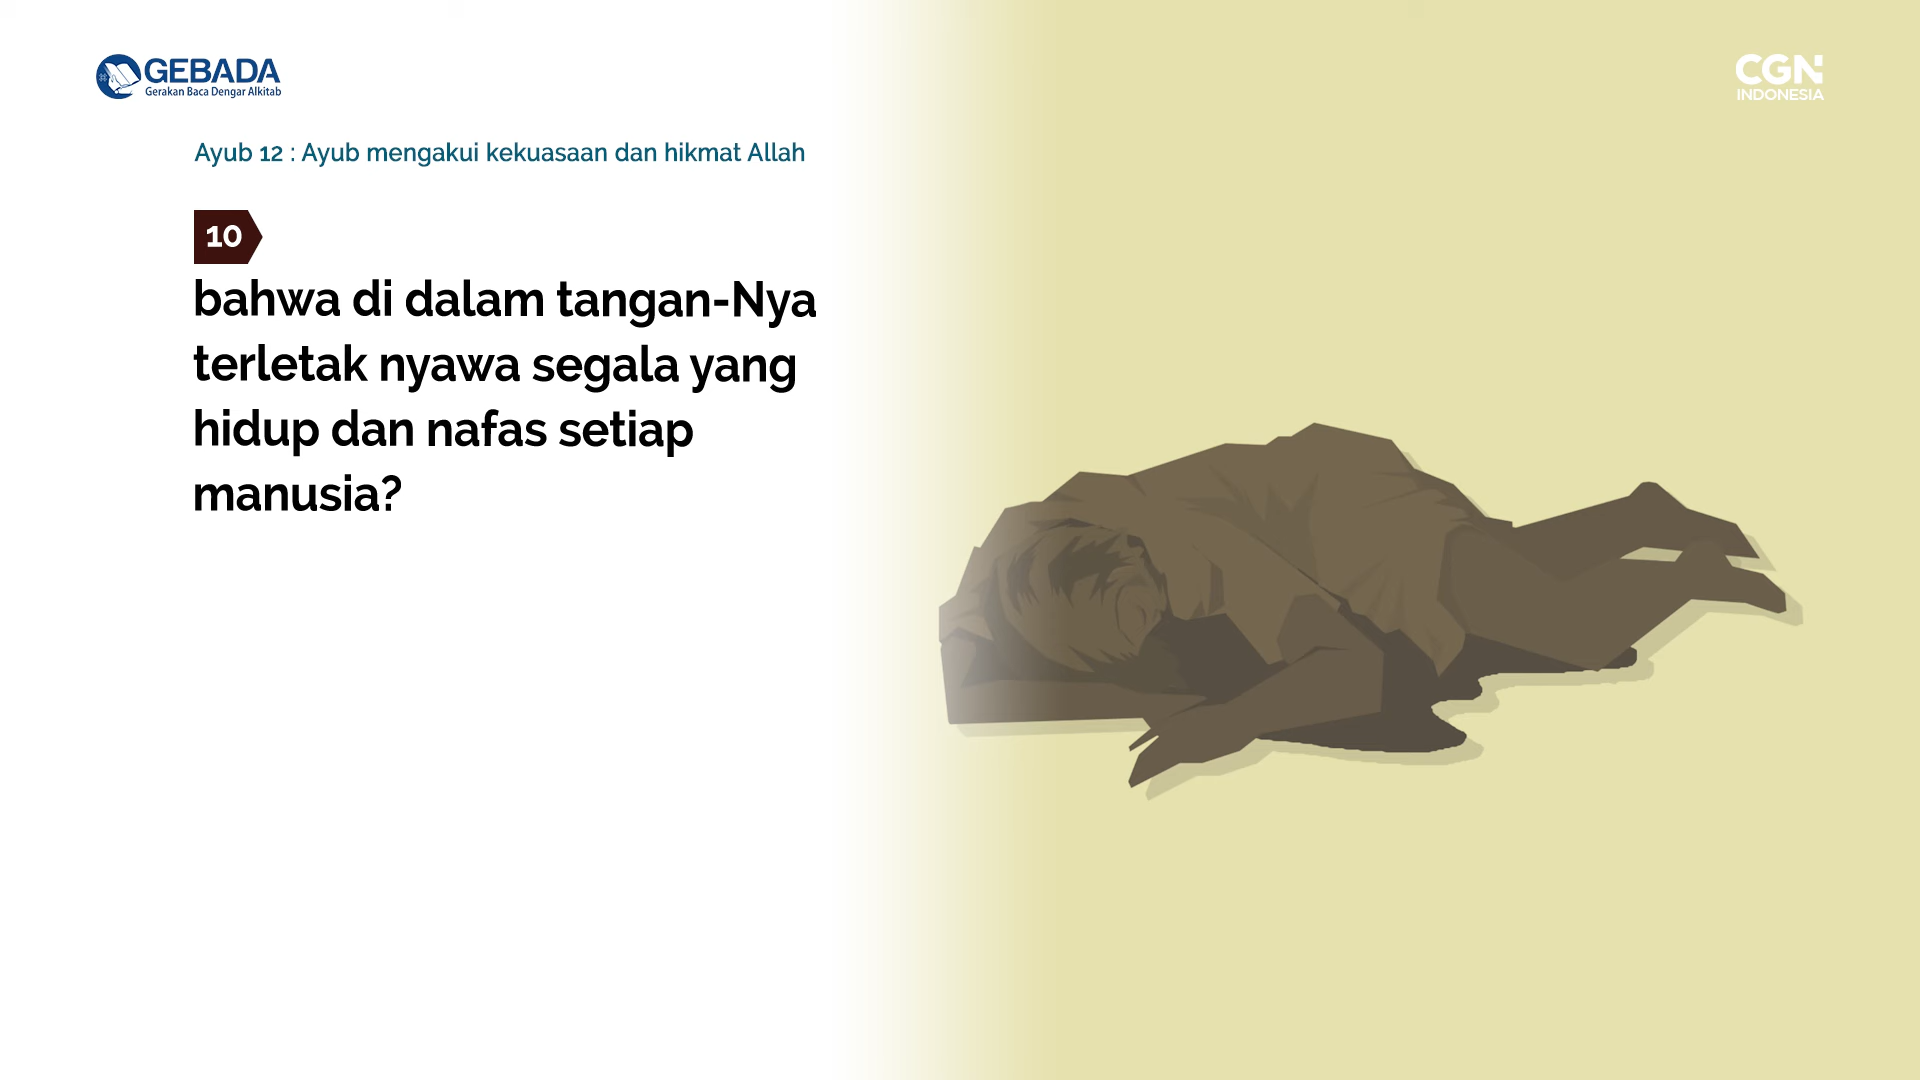 GEBADA
Gerakan Baca Dengar Alkitab
CGN
INDONESIA
Ayub 12 : Ayub mengakui kekuasaan dan hikmat Allah
10
bahwa di dalam tangan-Nya
terletak nyawa segala yang
hidup dan nafas setiap
manusia?